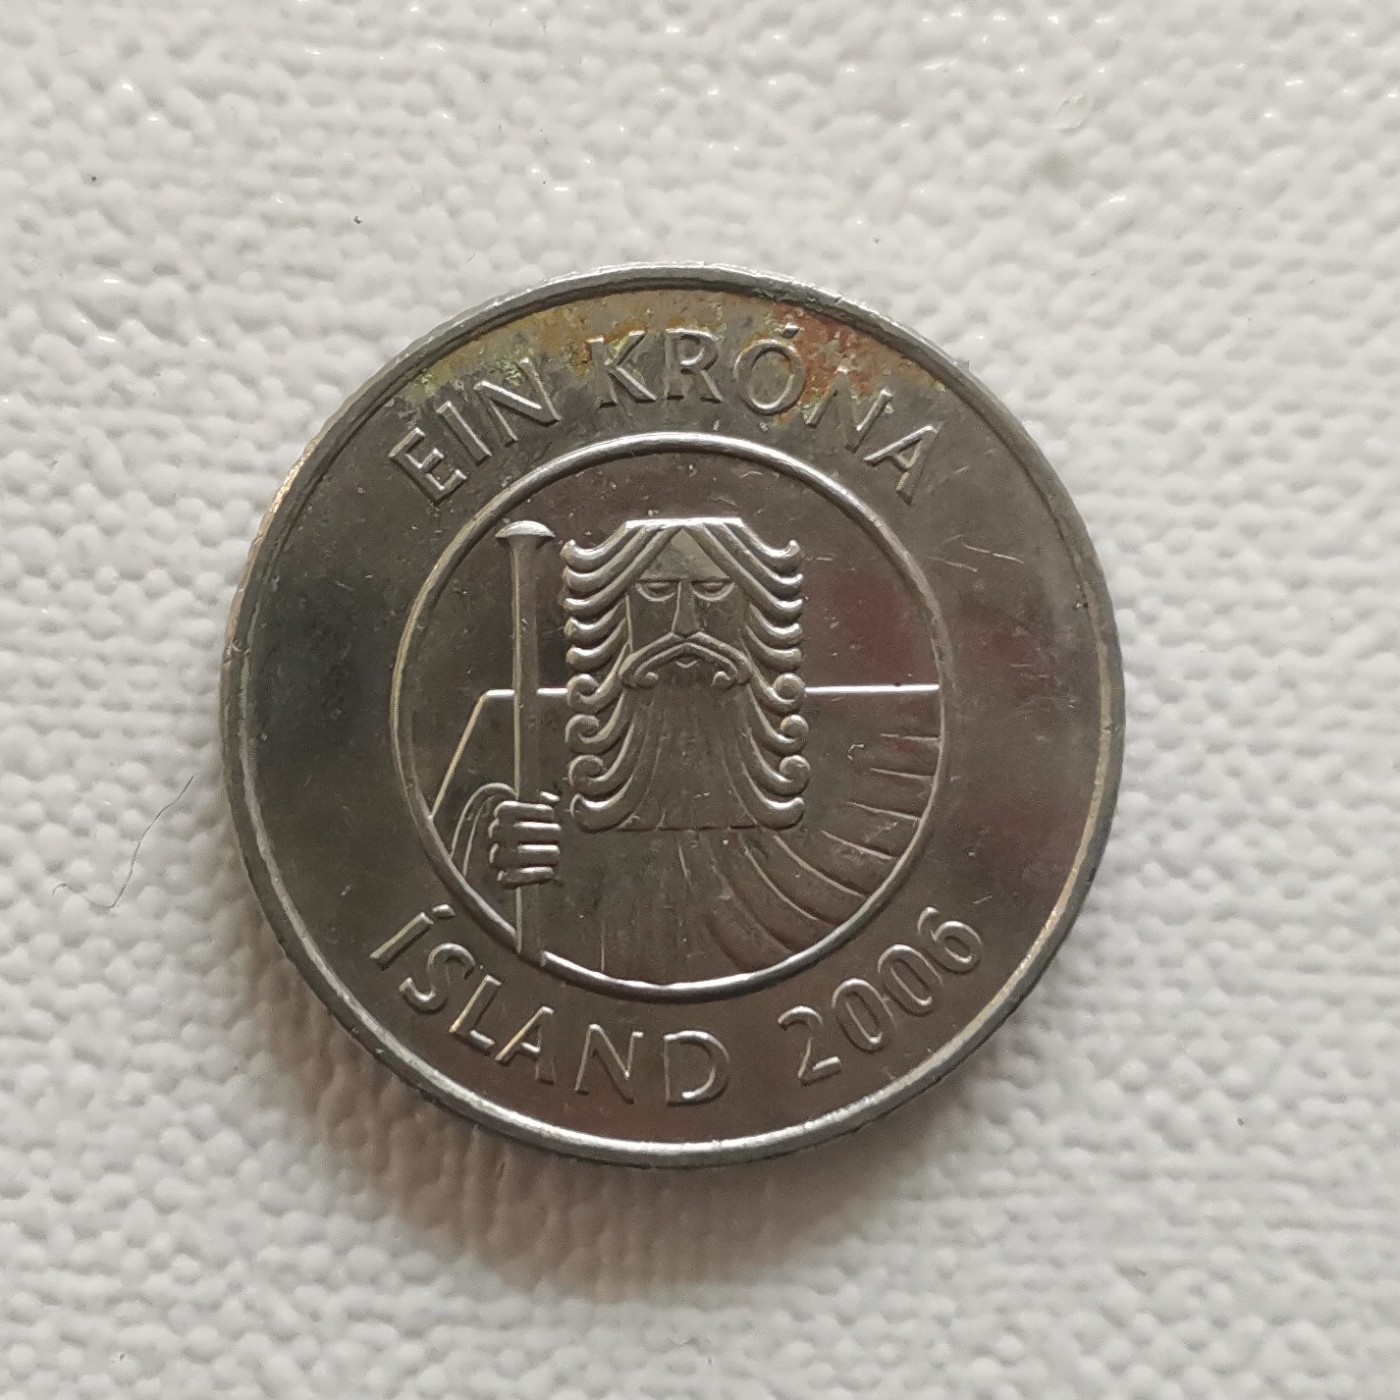 EIN KRÓNA
ÍSLAND 2006